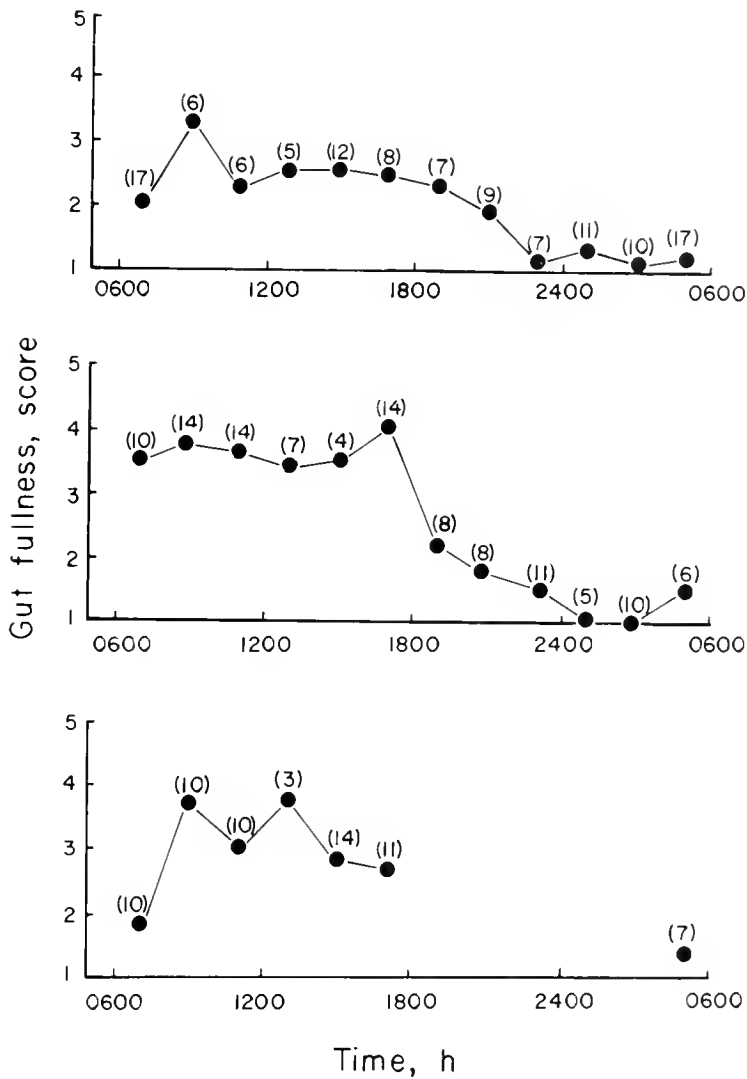 5
4
3
2
1
(17) (6) (6) (5) (12) (8) (7) (9) (7) (11) (10) (17)
0600 1200 1800 2400 0600
Gut fullness, score
5
4
3
2
1
(10) (14) (14) (7) (4) (14) (8) (8) (11) (5) (10) (6)
0600 1200 1800 2400 0600
5
4
3
2
1
(10) (10) (10) (3) (14) (11) (7)
0600 1200 1800 2400 0600
Time, h